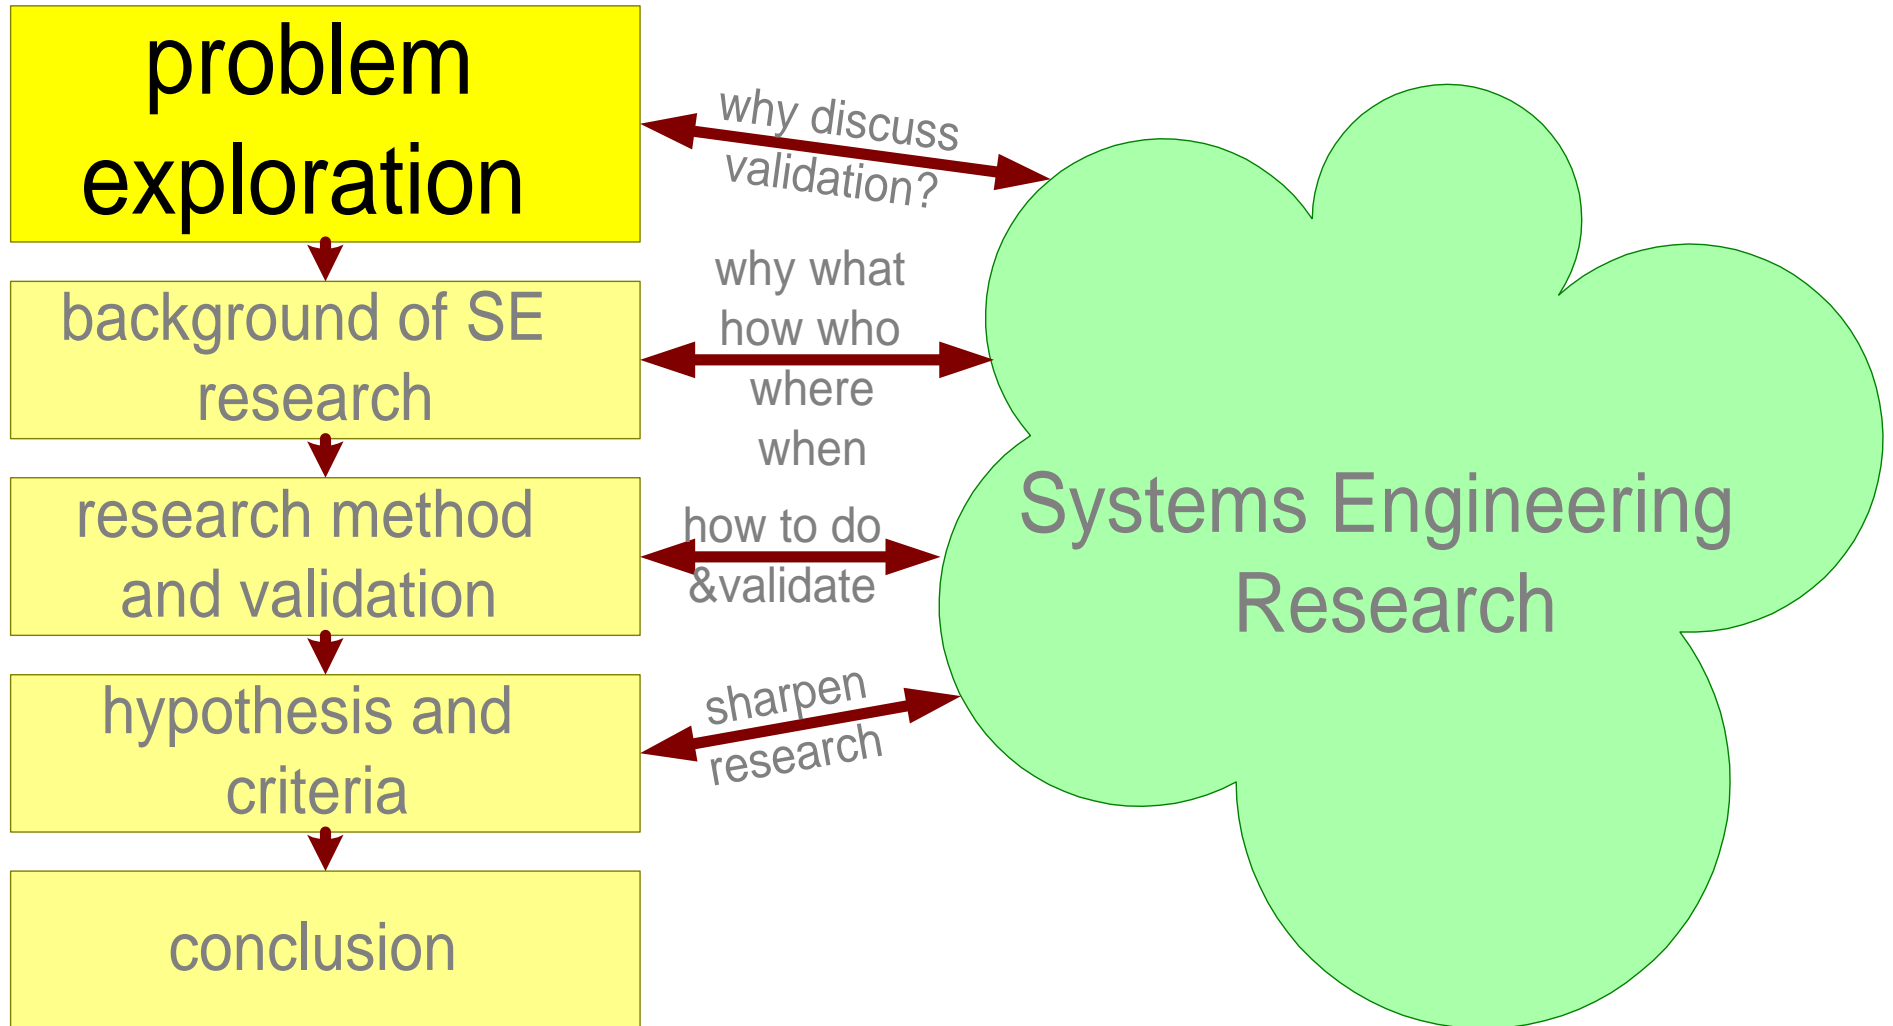 problem
exploration
why discuss
validation?
background of SE
research
why what
how who
where
when
research method
and validation
how to do
&validate
hypothesis and
criteria
sharpen
research
conclusion
Systems Engineering
Research